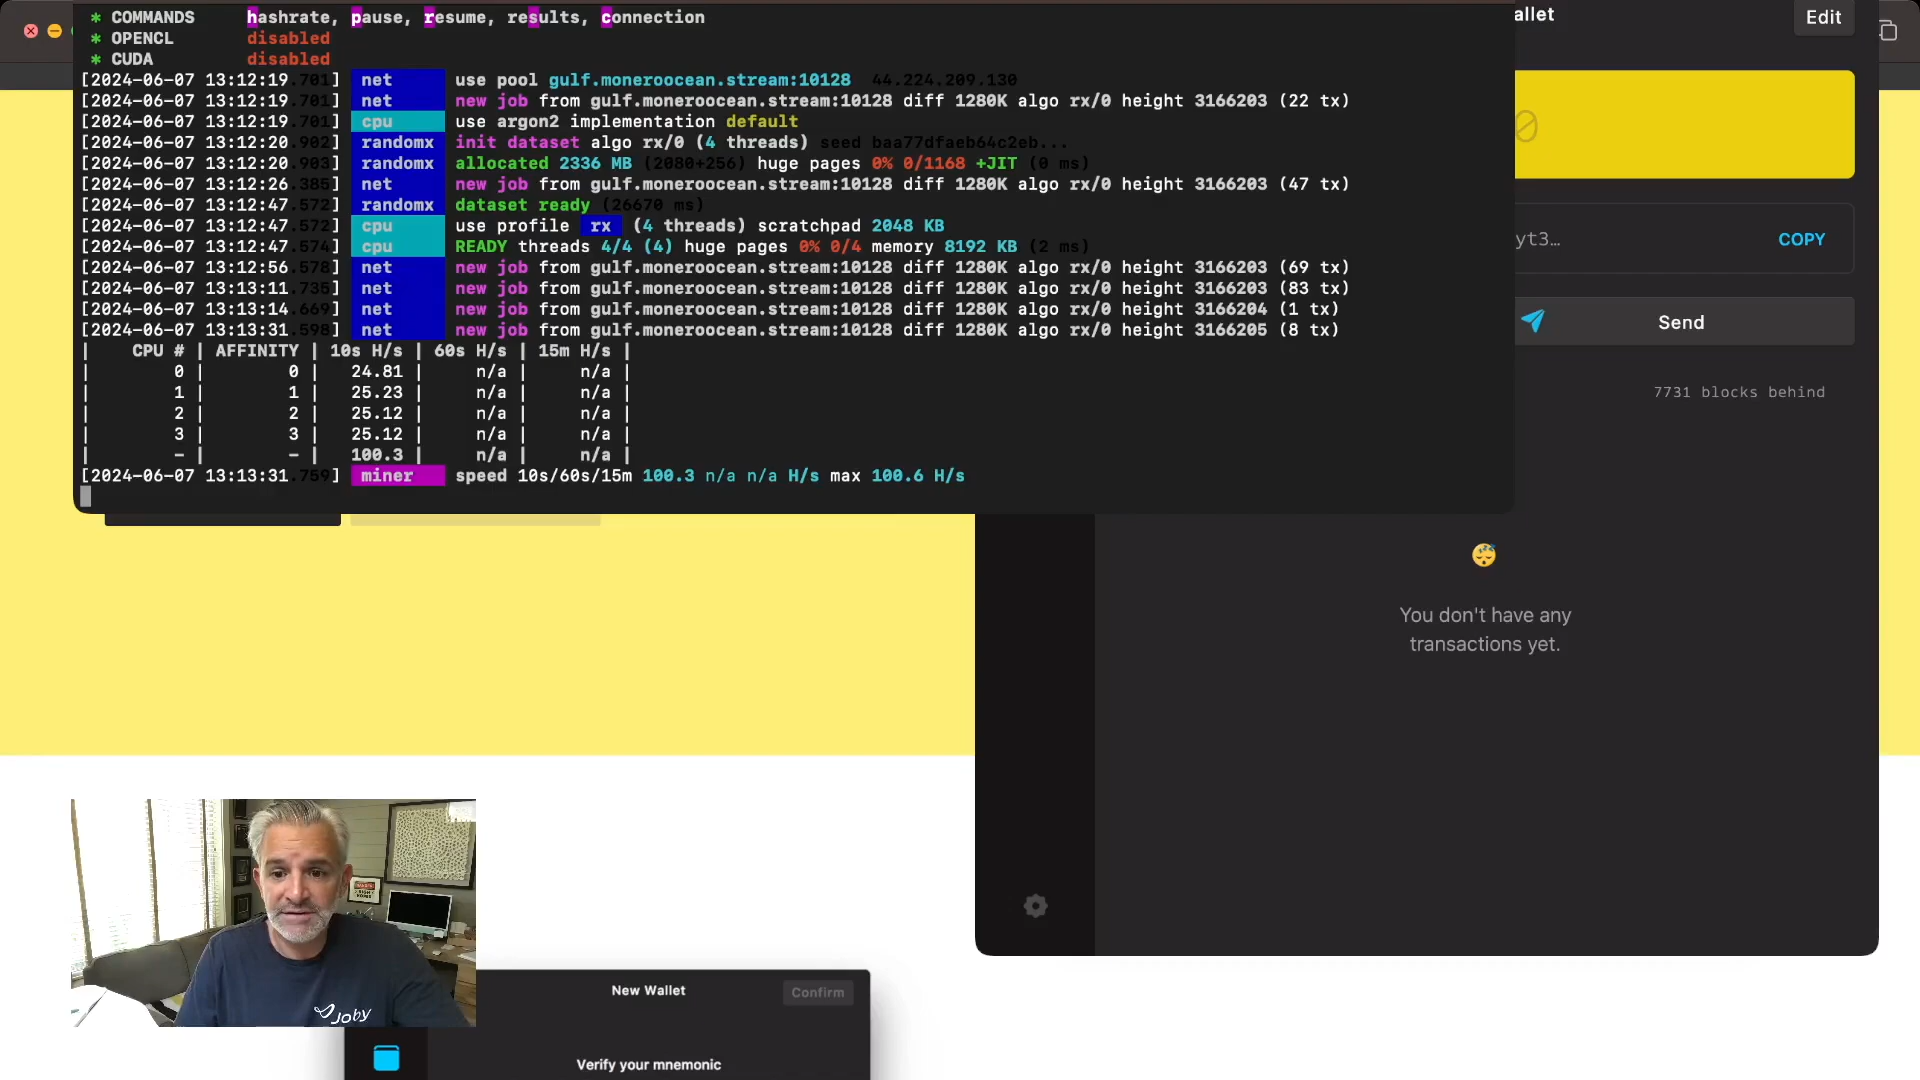 * COMMANDS hashrate, pause, resume, results, connection
* OPENCL disabled
* CUDA disabled
[2024-06-07 13:12:19.701] net use pool gulf.moneroocean.stream:10128 44.224.209.130
[2024-06-07 13:12:19.701] net new job from gulf.moneroocean.stream:10128 diff 1280K algo rx/0 height 3166203 (22 tx)
[2024-06-07 13:12:19.701] cpu use argon2 implementation default
[2024-06-07 13:12:20.902] randomx init dataset algo rx/0 (4 threads) seed baa77dfaeb64c2eb...
[2024-06-07 13:12:20.903] randomx allocated 2336 MB (2080+256) huge pages 0% 0/1168 +JIT (0 ms)
[2024-06-07 13:12:26.385] net new job from gulf.moneroocean.stream:10128 diff 1280K algo rx/0 height 3166203 (47 tx)
[2024-06-07 13:12:47.572] randomx dataset ready (26670 ms)
[2024-06-07 13:12:47.572] cpu use profile rx (4 threads) scratchpad 2048 KB
[2024-06-07 13:12:47.574] cpu READY threads 4/4 (4) huge pages 0% 0/4 memory 8192 KB (2 ms)
[2024-06-07 13:12:56.578] net new job from gulf.moneroocean.stream:10128 diff 1280K algo rx/0 height 3166203 (69 tx)
[2024-06-07 13:13:11.735] net new job from gulf.moneroocean.stream:10128 diff 1280K algo rx/0 height 3166203 (83 tx)
[2024-06-07 13:13:14.669] net new job from gulf.moneroocean.stream:10128 diff 1280K algo rx/0 height 3166204 (1 tx)
[2024-06-07 13:13:31.598] net new job from gulf.moneroocean.stream:10128 diff 1280K algo rx/0 height 3166205 (8 tx)
| CPU # | AFFINITY | 10s H/s | 60s H/s | 15m H/s |
| 0 | 0 | 24.81 | n/a | n/a |
| 1 | 1 | 25.23 | n/a | n/a |
| 2 | 2 | 25.12 | n/a | n/a |
| 3 | 3 | 25.12 | n/a | n/a |
| - | - | 100.3 | n/a | n/a |
[2024-06-07 13:13:31.759] miner speed 10s/60s/15m 100.3 n/a n/a H/s max 100.6 H/s
allet
Edit
0
yt3...
COPY
Send
7731 blocks behind
You don't have any
transactions yet.
Joby
New Wallet
Confirm
Verify your mnemonic